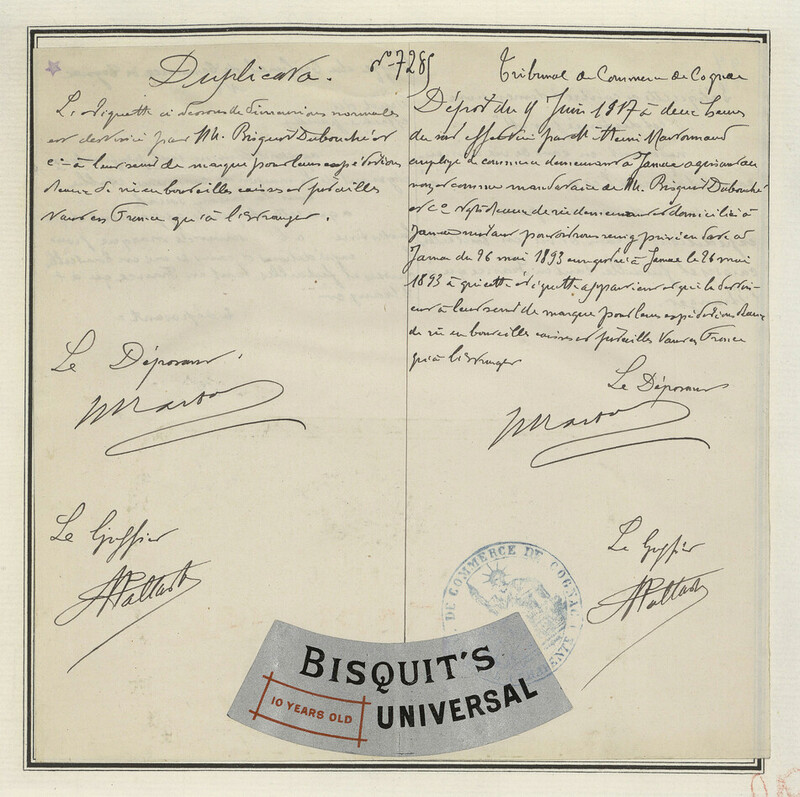 Duplicata.
L'étiquette ci dessous de dimensions normales
est destinée par MM. Bisquit Dubouché et
Cie à leur servir de marque pour leurs expéditions
d'eaux de vie en bouteilles caisses et futailles
tant en France qu'à l'étranger.
Le Déposant.
Le Greffier
No 7285
Tribunal de Commerce de Cognac
Dépôt du 9 Juin 1917 à deux heures
du soir effectué par M. Henri
employé de commerce demeurant à Jarnac agissant au
nom et comme mandataire de MM. Bisquit Dubouché
et Co négts d'eaux de vie demeurant et domiciliés à
Jarnac suivant pouvoir sous seing privé en date à
Jarnac du 26 mai 1893 enregistré à Jarnac le 26 mai
1893 à qui cette étiquette appartient et qui la destinent
à leur servir de marque pour leurs expéditions d'eaux
de vie en bouteilles caisses et futailles tant en France
qu'à l'étranger
Le Déposant
Le Greffier
DE COMMERCE DE COGNAC
BISQUIT'S
10 YEARS OLD
UNIVERSAL